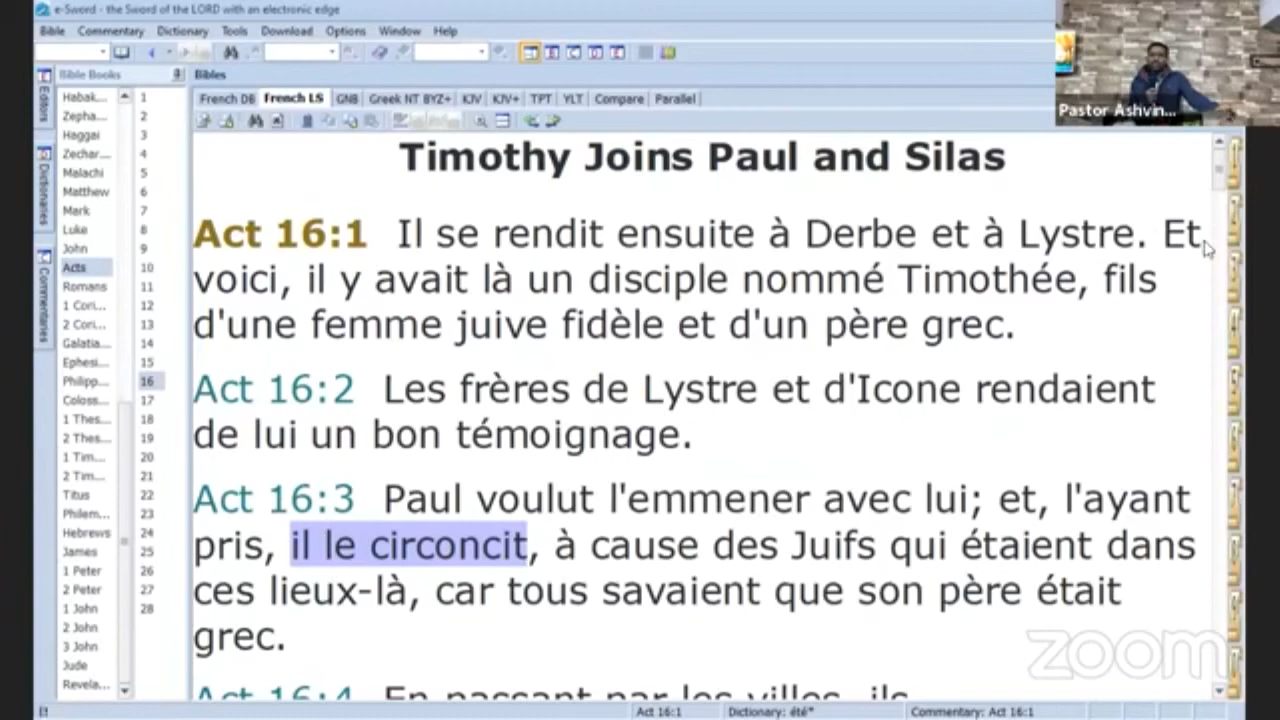 e-Sword - the Sword of the LORD with an electronic edge
Bible Commentary Dictionary Tools Download Options Window Help
Bible Books
Bibles
French DB French LS GNB Greek NT BYZ+ KJV KJV+ TPT YLT Compare Parallel
Pastor Ashvin...
Editors
Dictionaries
Commentaries
Habak...
Zepha...
Haggai
Zechar...
Malachi
Matthew
Mark
Luke
John
Acts
Romans
1 Cori...
2 Cori...
Galatia...
Ephesi...
Philipp...
Coloss...
1 Thes...
2 Thes...
1 Tim...
2 Tim...
Titus
Philem...
Hebrews
James
1 Peter
2 Peter
1 John
2 John
3 John
Jude
Revela...
1
2
3
4
5
6
7
8
9
10
11
12
13
14
15
16
17
18
19
20
21
22
23
24
25
26
27
28
Timothy Joins Paul and Silas
Act 16:1 Il se rendit ensuite à Derbe et à Lystre. Et
voici, il y avait là un disciple nommé Timothée, fils
d'une femme juive fidèle et d'un père grec.
Act 16:2 Les frères de Lystre et d'Icone rendaient
de lui un bon témoignage.
Act 16:3 Paul voulut l'emmener avec lui; et, l'ayant
pris, il le circoncit, à cause des Juifs qui étaient dans
ces lieux-là, car tous savaient que son père était
grec.
Act 16:4 En passant par les villes, ils
zoom
Act 16:1 Dictionary: été* Commentary: Act 16:1